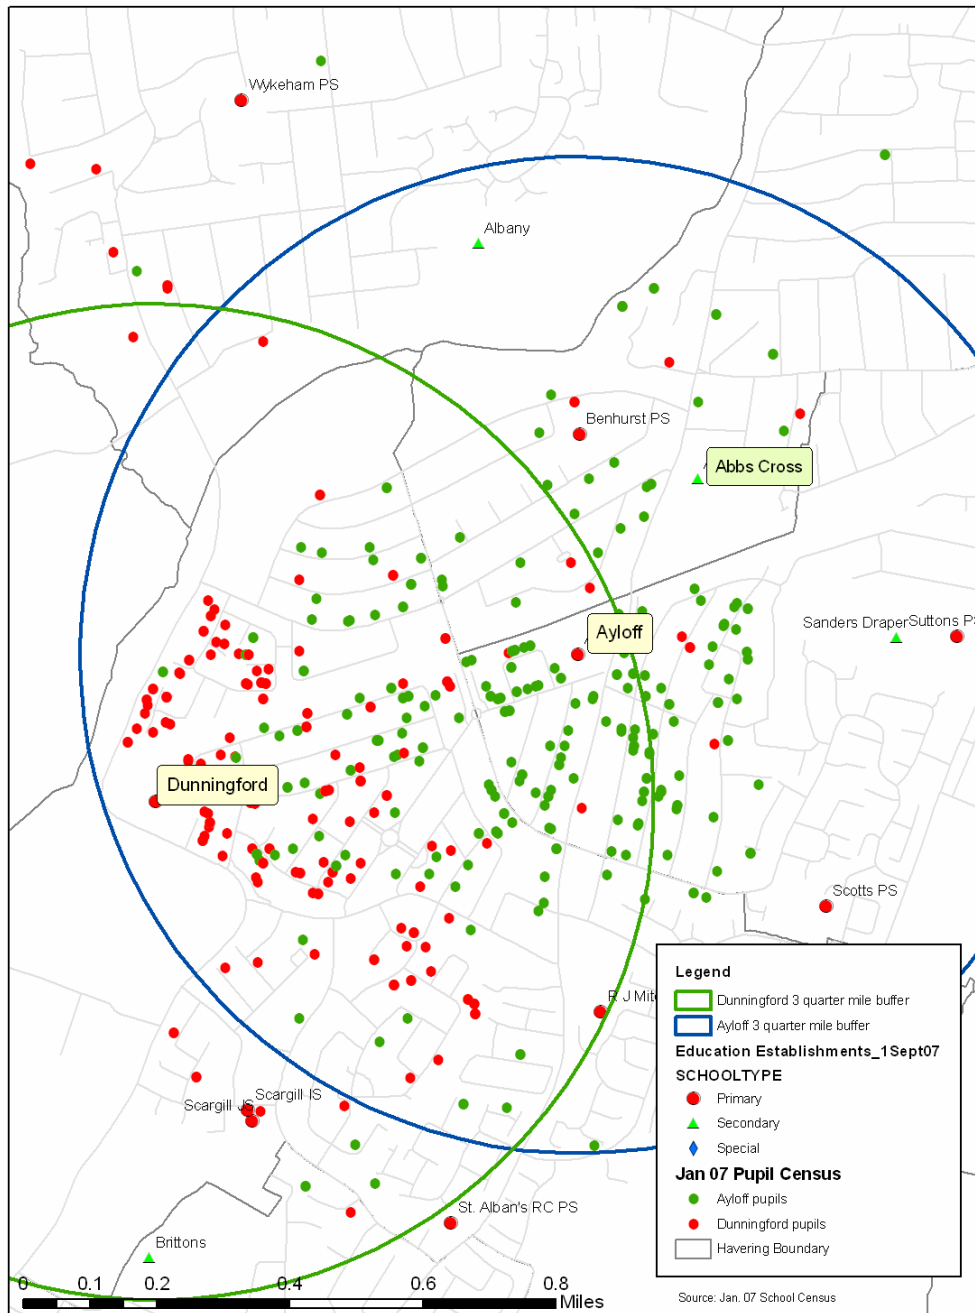 Wykeham PS
Albany
Benhurst PS
Abbs Cross
Ayloff
Sanders Draper
Suttons PS
Dunningford
Scotts PS
R J Mitc
Scargill IS
Scargill JS
St. Alban's RC PS
Brittons
0 0.1 0.2 0.4 0.6 0.8
Miles
Legend
Dunningford 3 quarter mile buffer
Ayloff 3 quarter mile buffer
Education Establishments_1Sept07
SCHOOLTYPE
Primary
Secondary
Special
Jan 07 Pupil Census
Ayloff pupils
Dunningford pupils
Havering Boundary
Source: Jan. 07 School Census